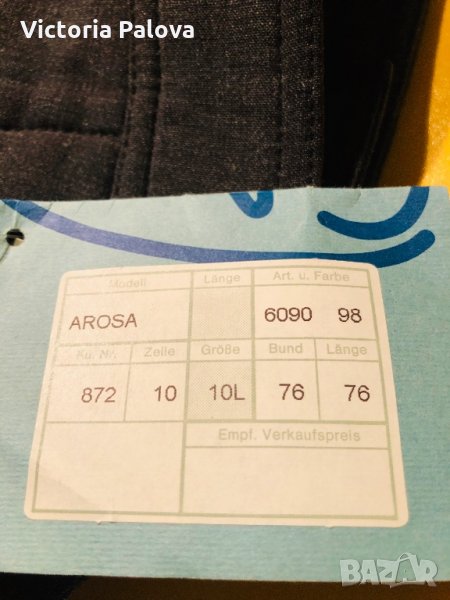 Victoria Palova
Modell Länge Art. u. Farbe
AROSA 6090 98
Ku. Nr. Zeile Größe Bund Länge
872 10 10L 76 76
Empf. Verkaufspreis
BAZAR